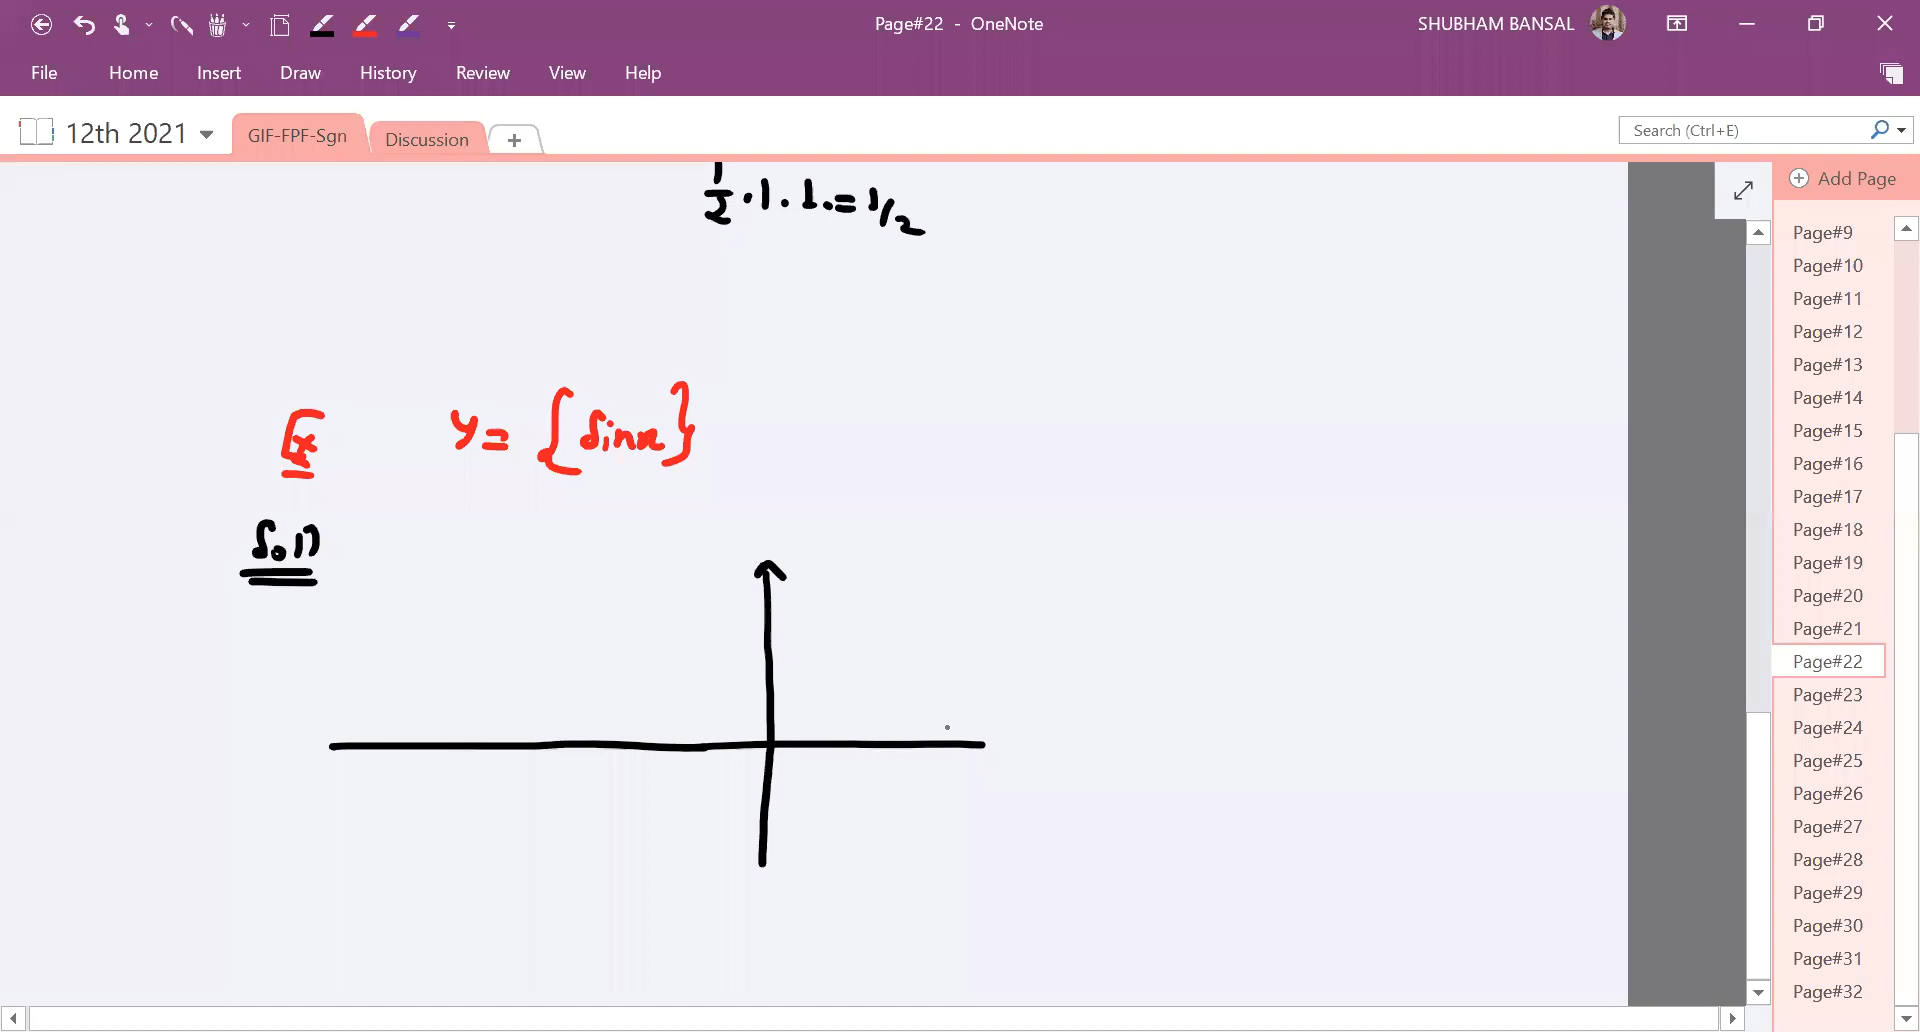 Page#22 - OneNote
SHUBHAM BANSAL
File Home Insert Draw History Review View Help
12th 2021
GIF-FPF-Sgn
Discussion
Search (Ctrl+E)
Add Page
1/2 · 1 · 1 . = 1/2
Ex y = {sinx}
Soln
Page#9
Page#10
Page#11
Page#12
Page#13
Page#14
Page#15
Page#16
Page#17
Page#18
Page#19
Page#20
Page#21
Page#22
Page#23
Page#24
Page#25
Page#26
Page#27
Page#28
Page#29
Page#30
Page#31
Page#32